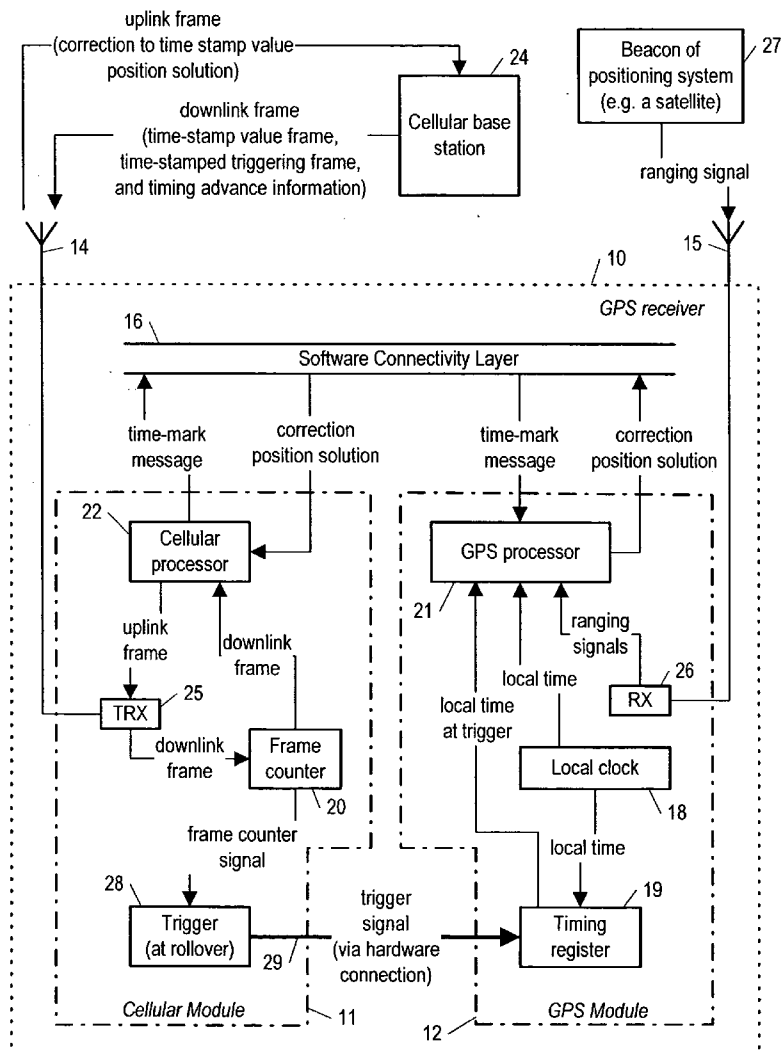 uplink frame
(correction to time stamp value
position solution)
24
Cellular base
station
downlink frame
(time-stamp value frame,
time-stamped triggering frame,
and timing advance information)
Beacon of
positioning system
(e.g. a satellite)
27
ranging signal
14
15
10
GPS receiver
16
Software Connectivity Layer
time-mark
message
correction
position solution
time-mark
message
correction
position solution
22
Cellular
processor
GPS processor
21
uplink
frame
downlink
frame
ranging
signals
25
TRX
26
RX
local time
local time
at trigger
downlink
frame
Frame
counter
20
Local clock
18
frame counter
signal
local time
28
Trigger
(at rollover)
29
trigger
signal
(via hardware
connection)
19
Timing
register
Cellular Module
11
12
GPS Module